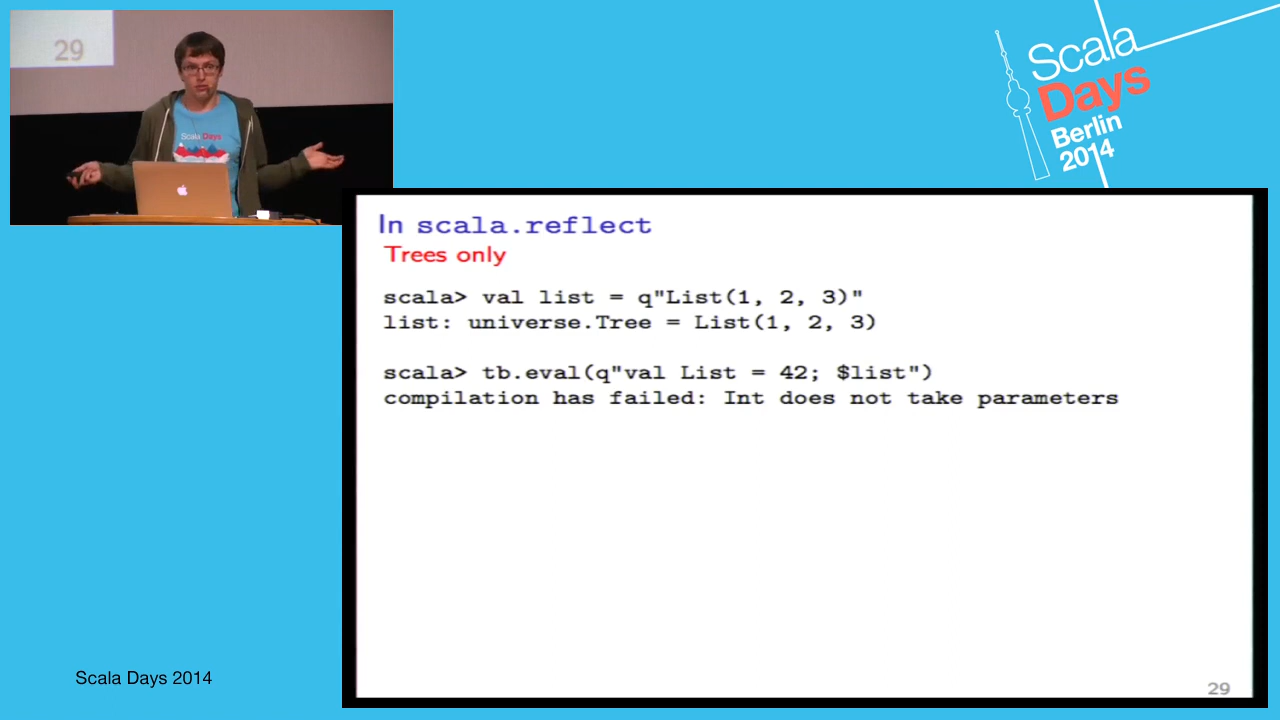 29
Scala Days
Scala
Days
Berlin
2014
In scala.reflect
Trees only
scala> val list = q"List(1, 2, 3)"
list: universe.Tree = List(1, 2, 3)
scala> tb.eval(q"val List = 42; $list")
compilation has failed: Int does not take parameters
29
Scala Days 2014